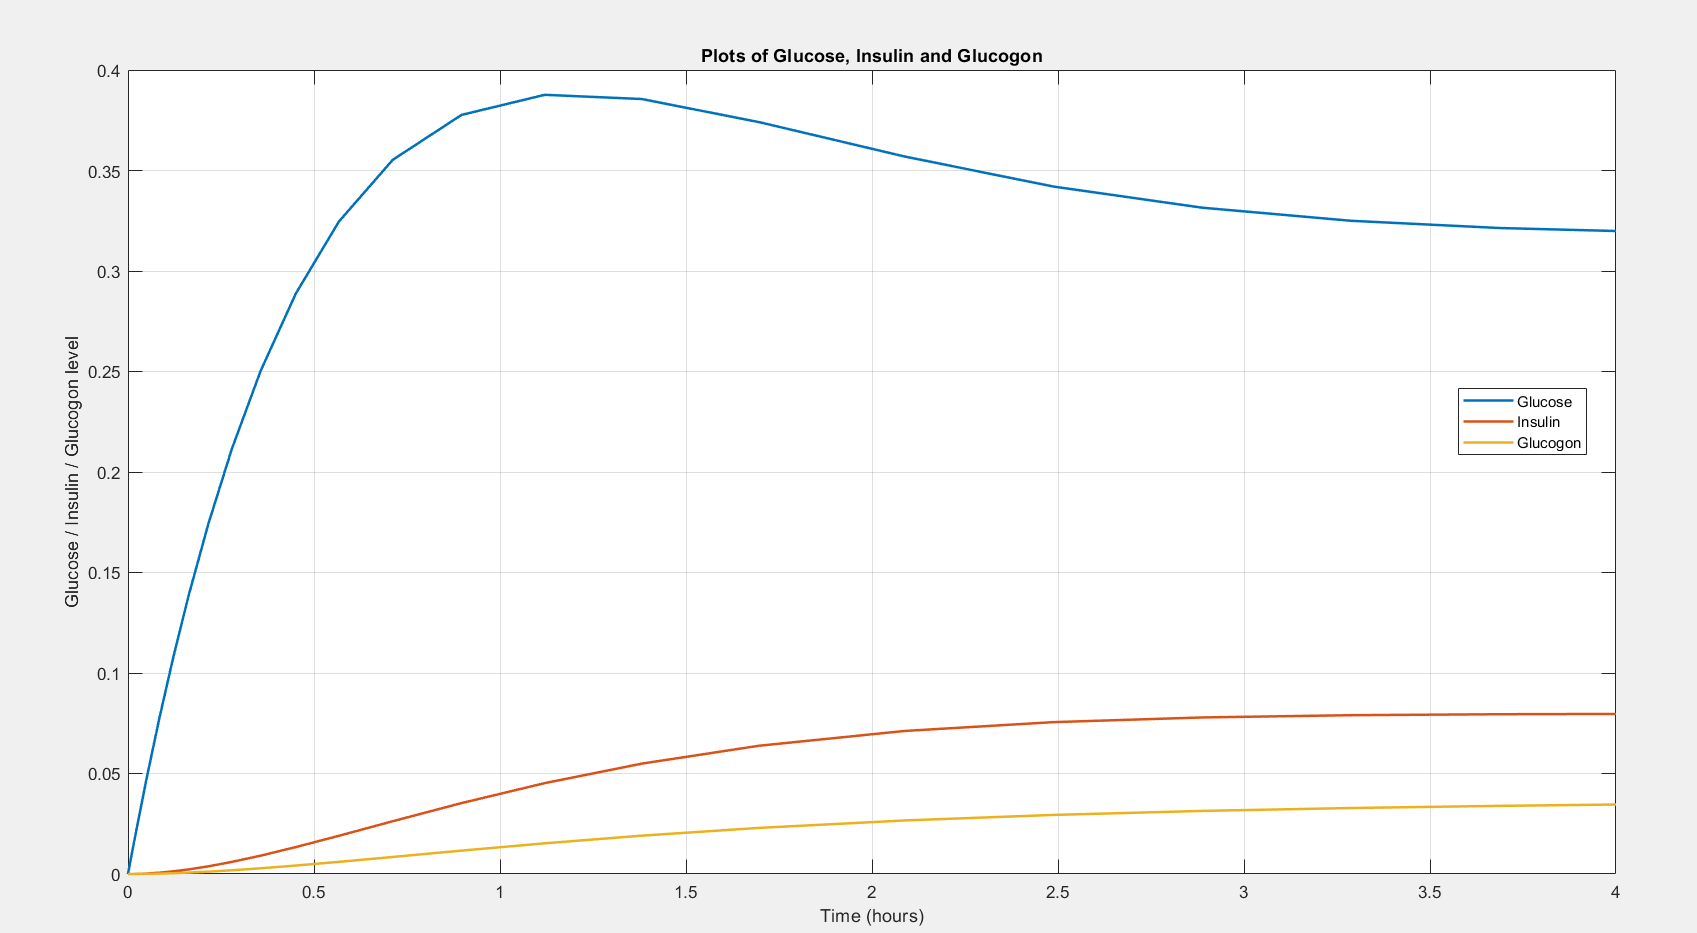 Plots of Glucose, Insulin and Glucogon
0.4
0.35
0.3
0.25
0.2
0.15
0.1
0.05
0
Glucose / Insulin / Glucogon level
Glucose
Insulin
Glucogon
0 0.5 1 1.5 2 2.5 3 3.5 4
Time (hours)